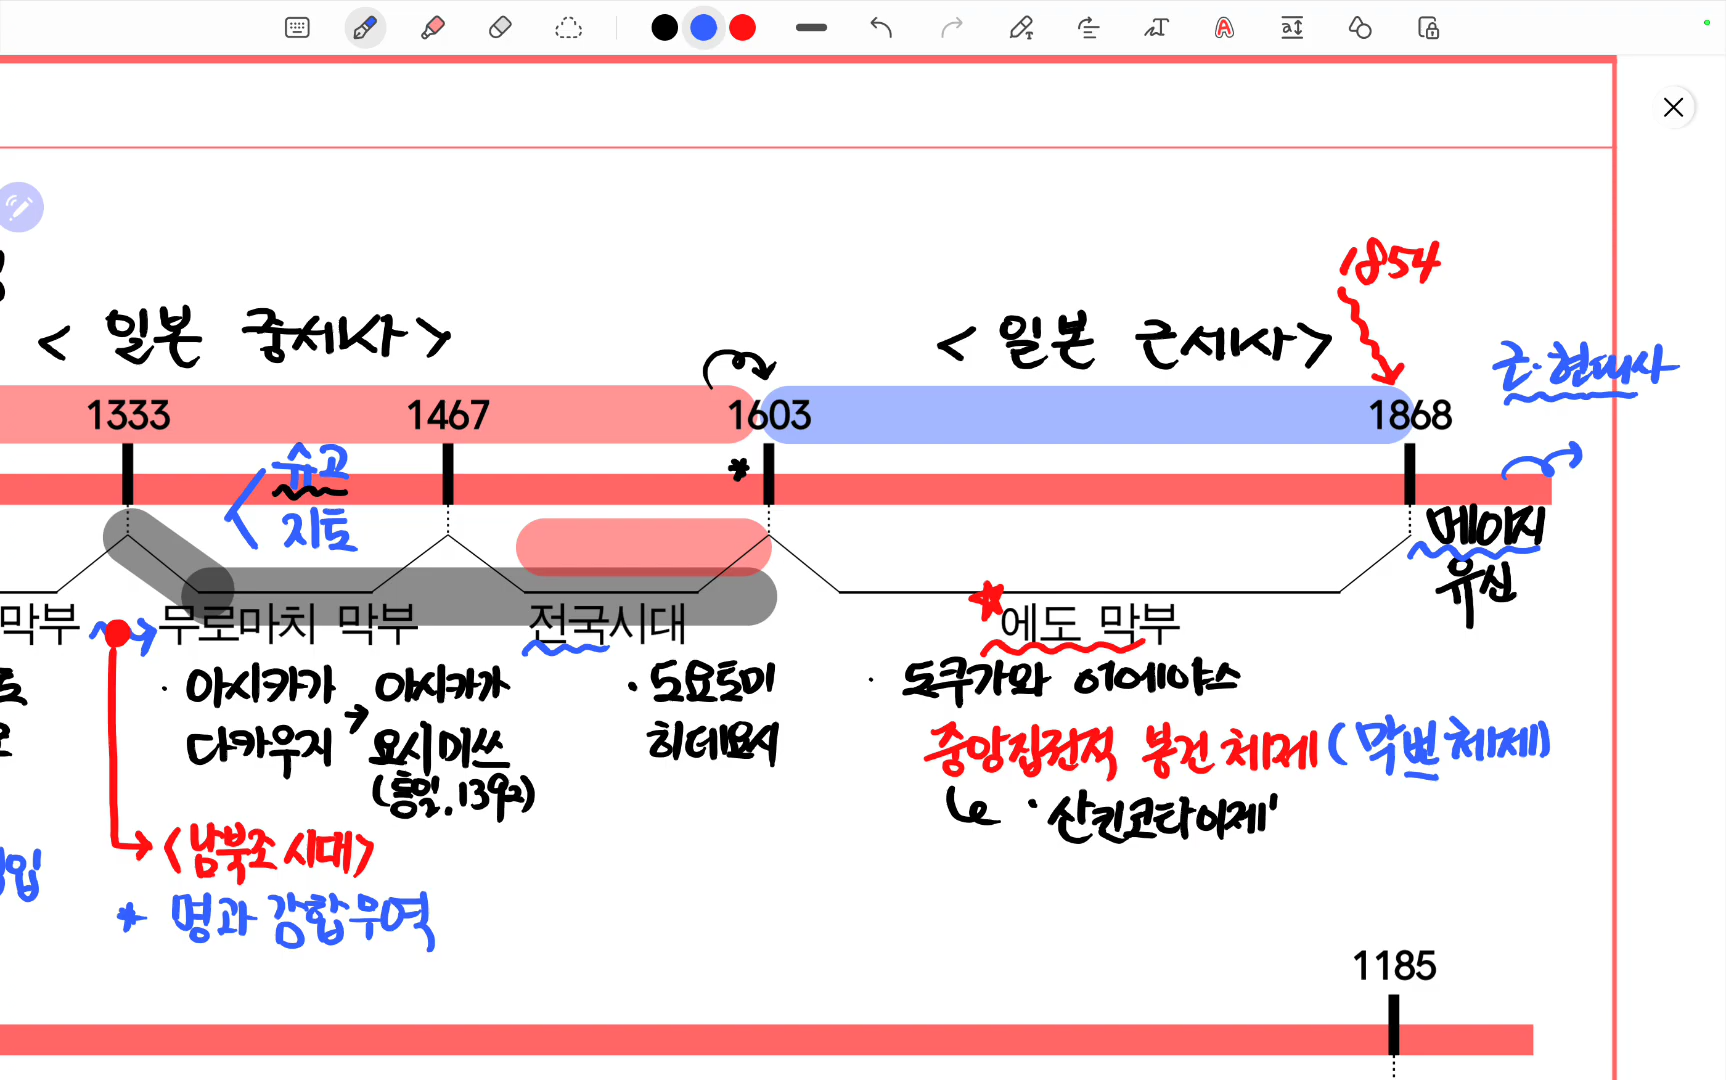 1854
< 일본 중세사 >
< 일본 근세사 >
근·현대사
1333
1467
1603
1868
슈고
지토
*
메이지
유신
막부
무로마치 막부
전국시대
에도 막부
· 아시카가
다카우지
→
아시카가
요시미쓰
(통일.1392)
· 도요토미
히데요시
· 도쿠가와 이에야스
중앙집권적 봉건 체제 (막번체제)
· '산킨코타이제'
<남북조 시대>
* 명과 감합무역
입
1185